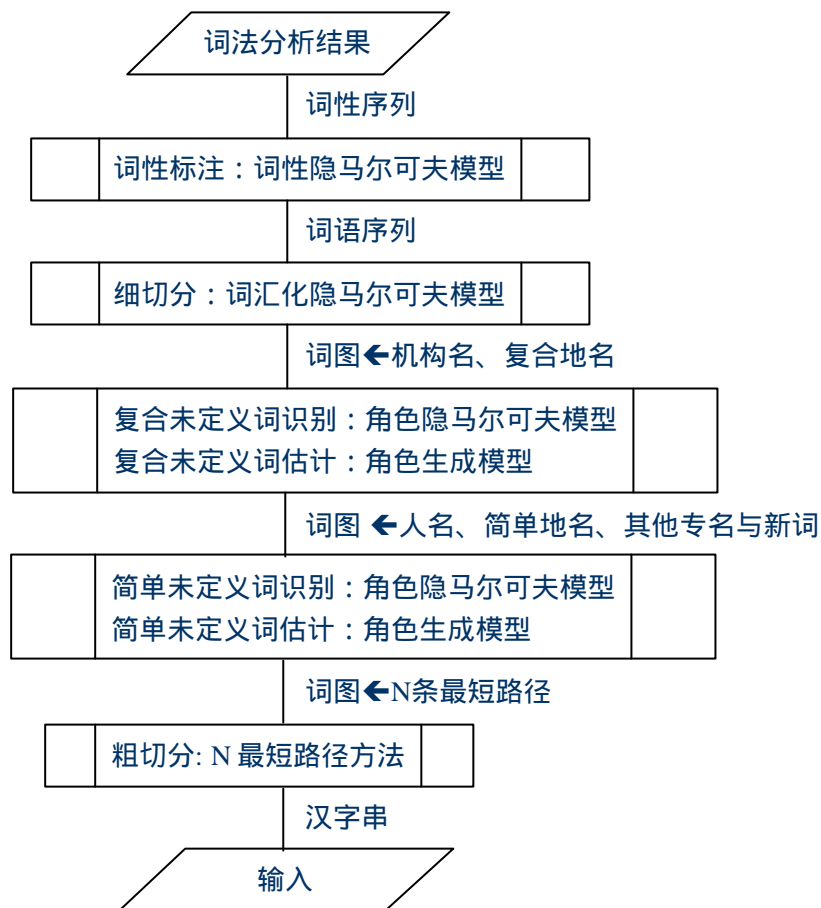 词法分析结果
词性序列
词性标注：词性隐马尔可夫模型
词语序列
细切分：词汇化隐马尔可夫模型
词图←机构名、复合地名
复合未定义词识别：角色隐马尔可夫模型
复合未定义词估计：角色生成模型
词图 ←人名、简单地名、其他专名与新词
简单未定义词识别：角色隐马尔可夫模型
简单未定义词估计：角色生成模型
词图←N条最短路径
粗切分: N 最短路径方法
汉字串
输入